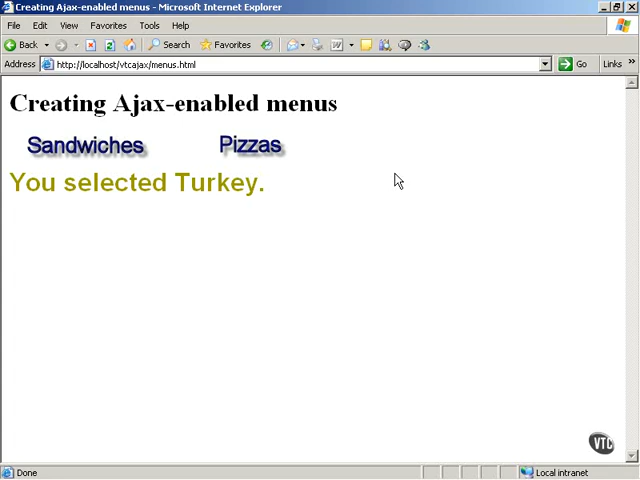 Creating Ajax-enabled menus - Microsoft Internet Explorer
File Edit View Favorites Tools Help
Back Search Favorites
Address http://localhost/vtcajax/menus.html Go Links »
Creating Ajax-enabled menus
Sandwiches Pizzas
You selected Turkey.
VTC
Done Local intranet